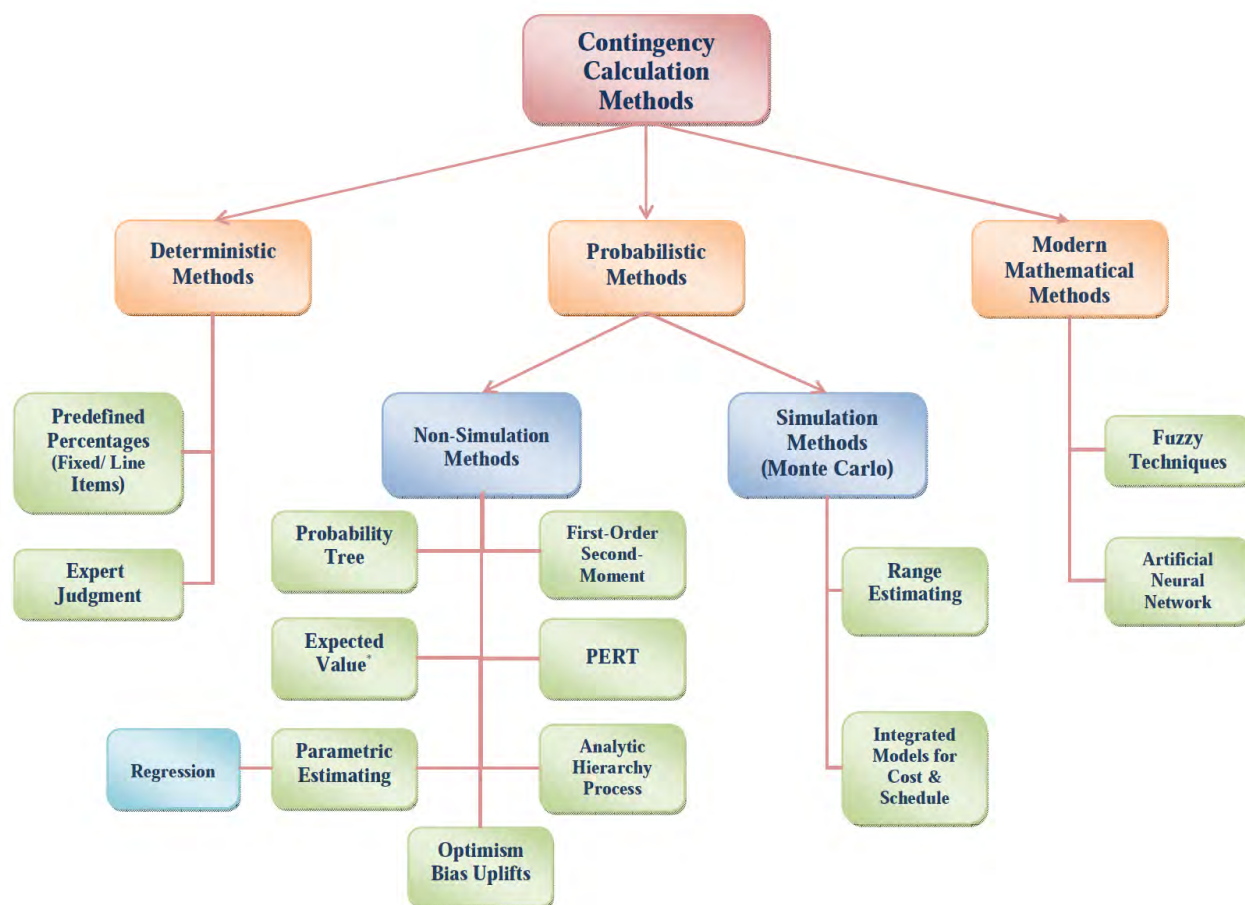 Contingency
Calculation
Methods
Deterministic
Methods
Probabilistic
Methods
Modern
Mathematical
Methods
Predefined
Percentages
(Fixed/ Line
Items)
Expert
Judgment
Non-Simulation
Methods
Simulation
Methods
(Monte Carlo)
Probability
Tree
First-Order
Second-
Moment
Expected
Value*
PERT
Regression
Parametric
Estimating
Analytic
Hierarchy
Process
Optimism
Bias Uplifts
Range
Estimating
Integrated
Models for
Cost &
Schedule
Fuzzy
Techniques
Artificial
Neural
Network